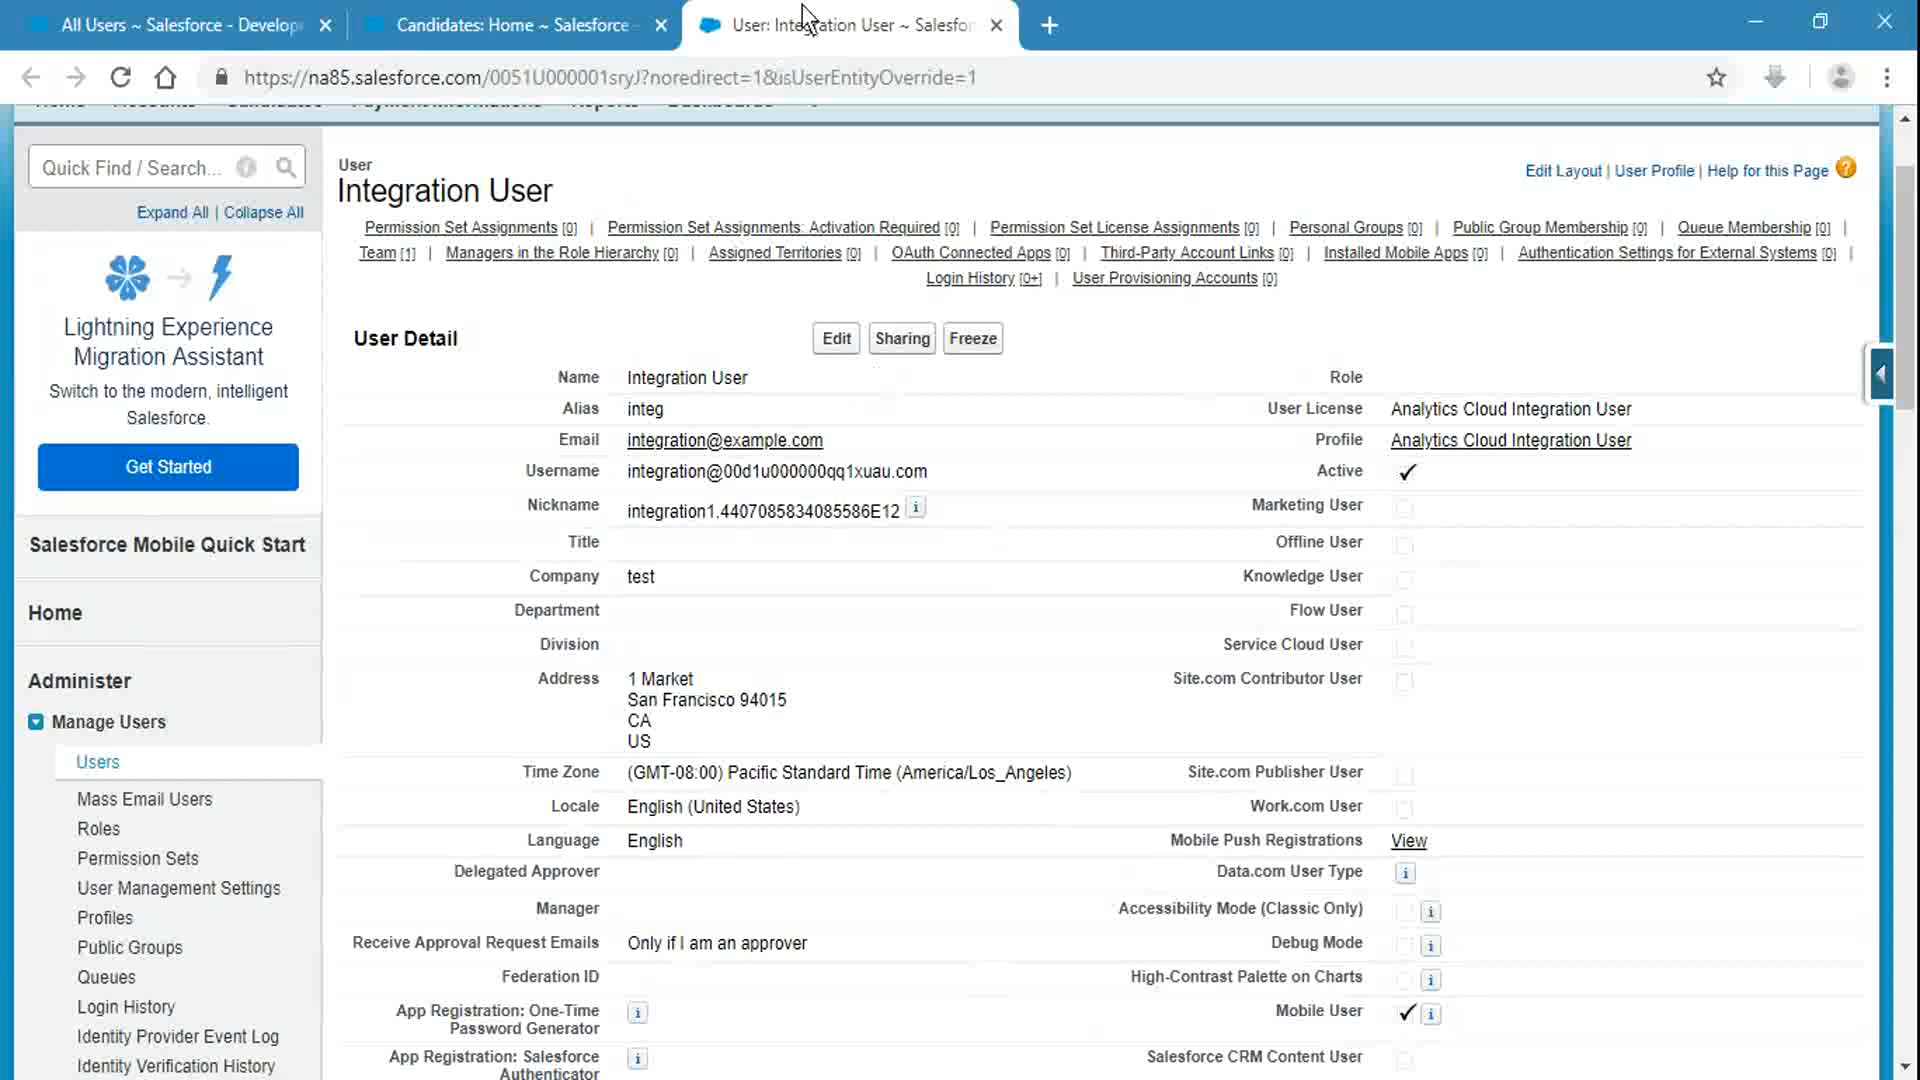 All Users ~ Salesforce - Develop
Candidates: Home ~ Salesforce -
User: Integration User ~ Salesfor
https://na85.salesforce.com/0051U000001sryJ?noredirect=1&isUserEntityOverride=1
Quick Find / Search...
Expand All | Collapse All
Lightning Experience
Migration Assistant
Switch to the modern, intelligent
Salesforce.
Get Started
Salesforce Mobile Quick Start
Home
Administer
Manage Users
Users
Mass Email Users
Roles
Permission Sets
User Management Settings
Profiles
Public Groups
Queues
Login History
Identity Provider Event Log
Identity Verification History
User
Integration User
Edit Layout | User Profile | Help for this Page
Permission Set Assignments [0] | Permission Set Assignments: Activation Required [0] | Permission Set License Assignments [0] | Personal Groups [0] | Public Group Membership [0] | Queue Membership [0] |
Team [1] | Managers in the Role Hierarchy [0] | Assigned Territories [0] | OAuth Connected Apps [0] | Third-Party Account Links [0] | Installed Mobile Apps [0] | Authentication Settings for External Systems [0] |
Login History [0+] | User Provisioning Accounts [0]
User Detail
Edit
Sharing
Freeze
Name Integration User
Role
Alias integ
User License Analytics Cloud Integration User
Email integration@example.com
Profile Analytics Cloud Integration User
Username integration@00d1u000000qq1xuau.com
Active
Nickname integration1.4407085834085586E12
Marketing User
Title
Offline User
Company test
Knowledge User
Department
Flow User
Division
Service Cloud User
Address 1 Market
San Francisco 94015
CA
US
Site.com Contributor User
Time Zone (GMT-08:00) Pacific Standard Time (America/Los_Angeles)
Site.com Publisher User
Locale English (United States)
Work.com User
Language English
Mobile Push Registrations View
Delegated Approver
Data.com User Type
Manager
Accessibility Mode (Classic Only)
Receive Approval Request Emails Only if I am an approver
Debug Mode
Federation ID
High-Contrast Palette on Charts
App Registration: One-Time
Password Generator
Mobile User
App Registration: Salesforce
Authenticator
Salesforce CRM Content User